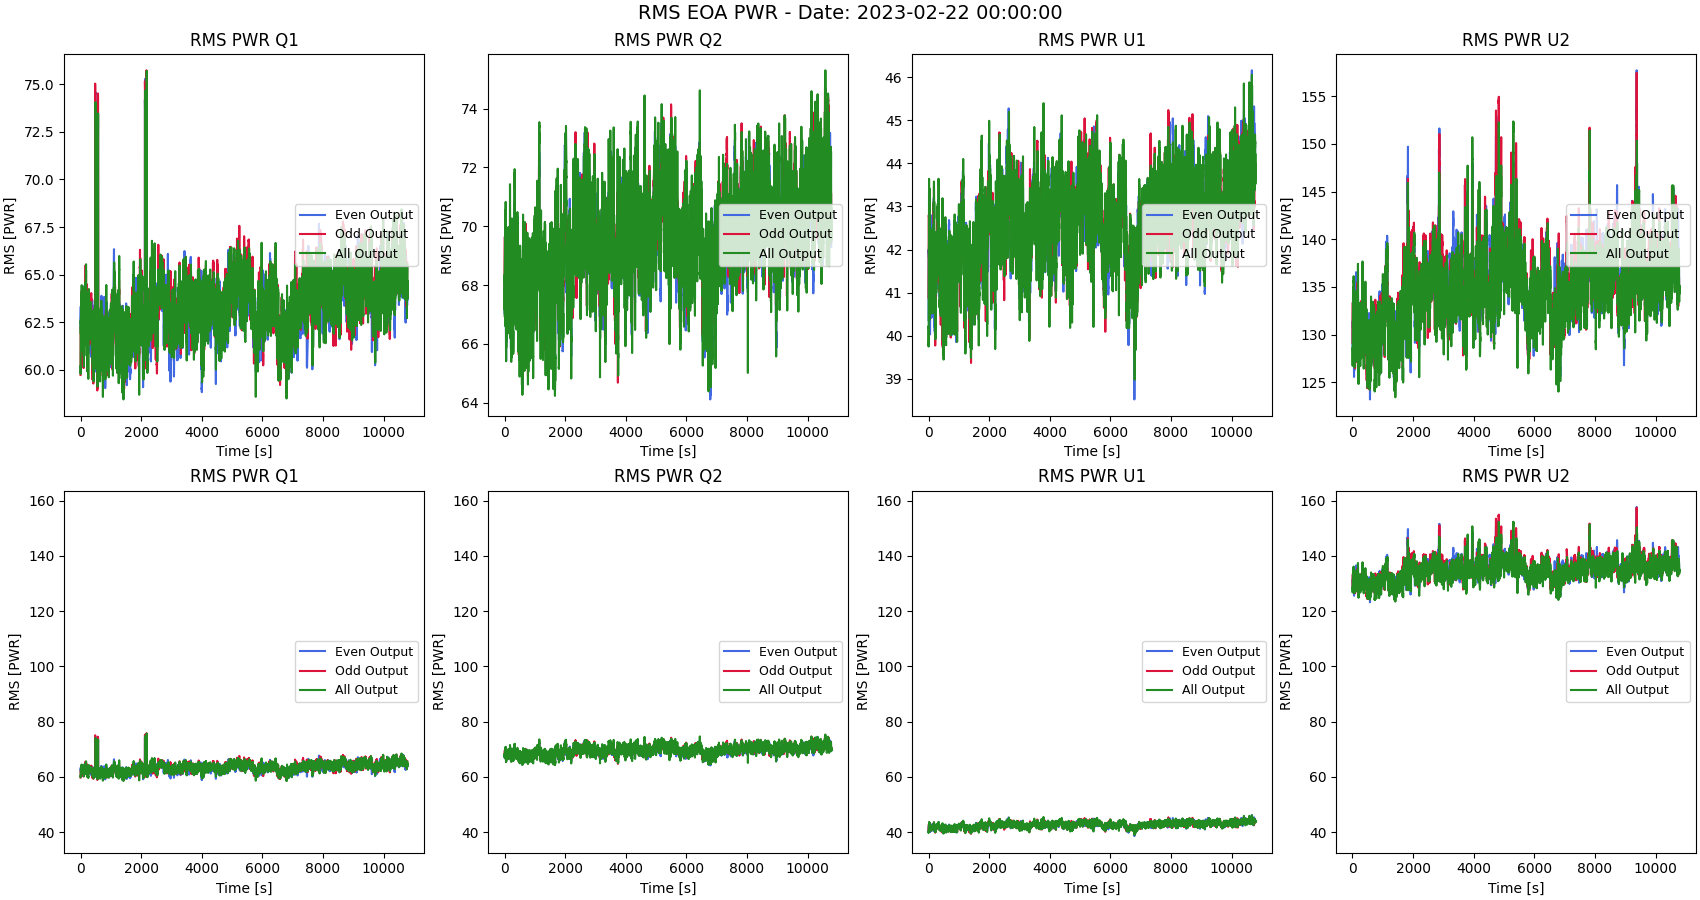 RMS EOA PWR - Date: 2023-02-22 00:00:00
RMS PWR Q1
RMS [PWR]
75.0
72.5
70.0
67.5
65.0
62.5
60.0
0 2000 4000 6000 8000 10000
Time [s]
Even Output
Odd Output
All Output
RMS PWR Q2
RMS [PWR]
74
72
70
68
66
64
0 2000 4000 6000 8000 10000
Time [s]
Even Output
Odd Output
All Output
RMS PWR U1
RMS [PWR]
46
45
44
43
42
41
40
39
0 2000 4000 6000 8000 10000
Time [s]
Even Output
Odd Output
All Output
RMS PWR U2
RMS [PWR]
155
150
145
140
135
130
125
0 2000 4000 6000 8000 10000
Time [s]
Even Output
Odd Output
All Output
RMS PWR Q1
RMS [PWR]
160
140
120
100
80
60
40
0 2000 4000 6000 8000 10000
Time [s]
Even Output
Odd Output
All Output
RMS PWR Q2
RMS [PWR]
160
140
120
100
80
60
40
0 2000 4000 6000 8000 10000
Time [s]
Even Output
Odd Output
All Output
RMS PWR U1
RMS [PWR]
160
140
120
100
80
60
40
0 2000 4000 6000 8000 10000
Time [s]
Even Output
Odd Output
All Output
RMS PWR U2
RMS [PWR]
160
140
120
100
80
60
40
0 2000 4000 6000 8000 10000
Time [s]
Even Output
Odd Output
All Output